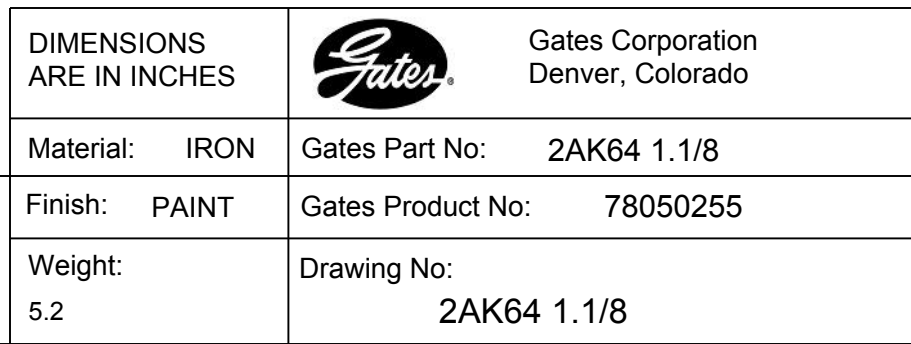 DIMENSIONS
ARE IN INCHES
Gates®
Gates Corporation
Denver, Colorado
Material: IRON
Gates Part No: 2AK64 1.1/8
Finish: PAINT
Gates Product No: 78050255
Weight:
5.2
Drawing No:
2AK64 1.1/8